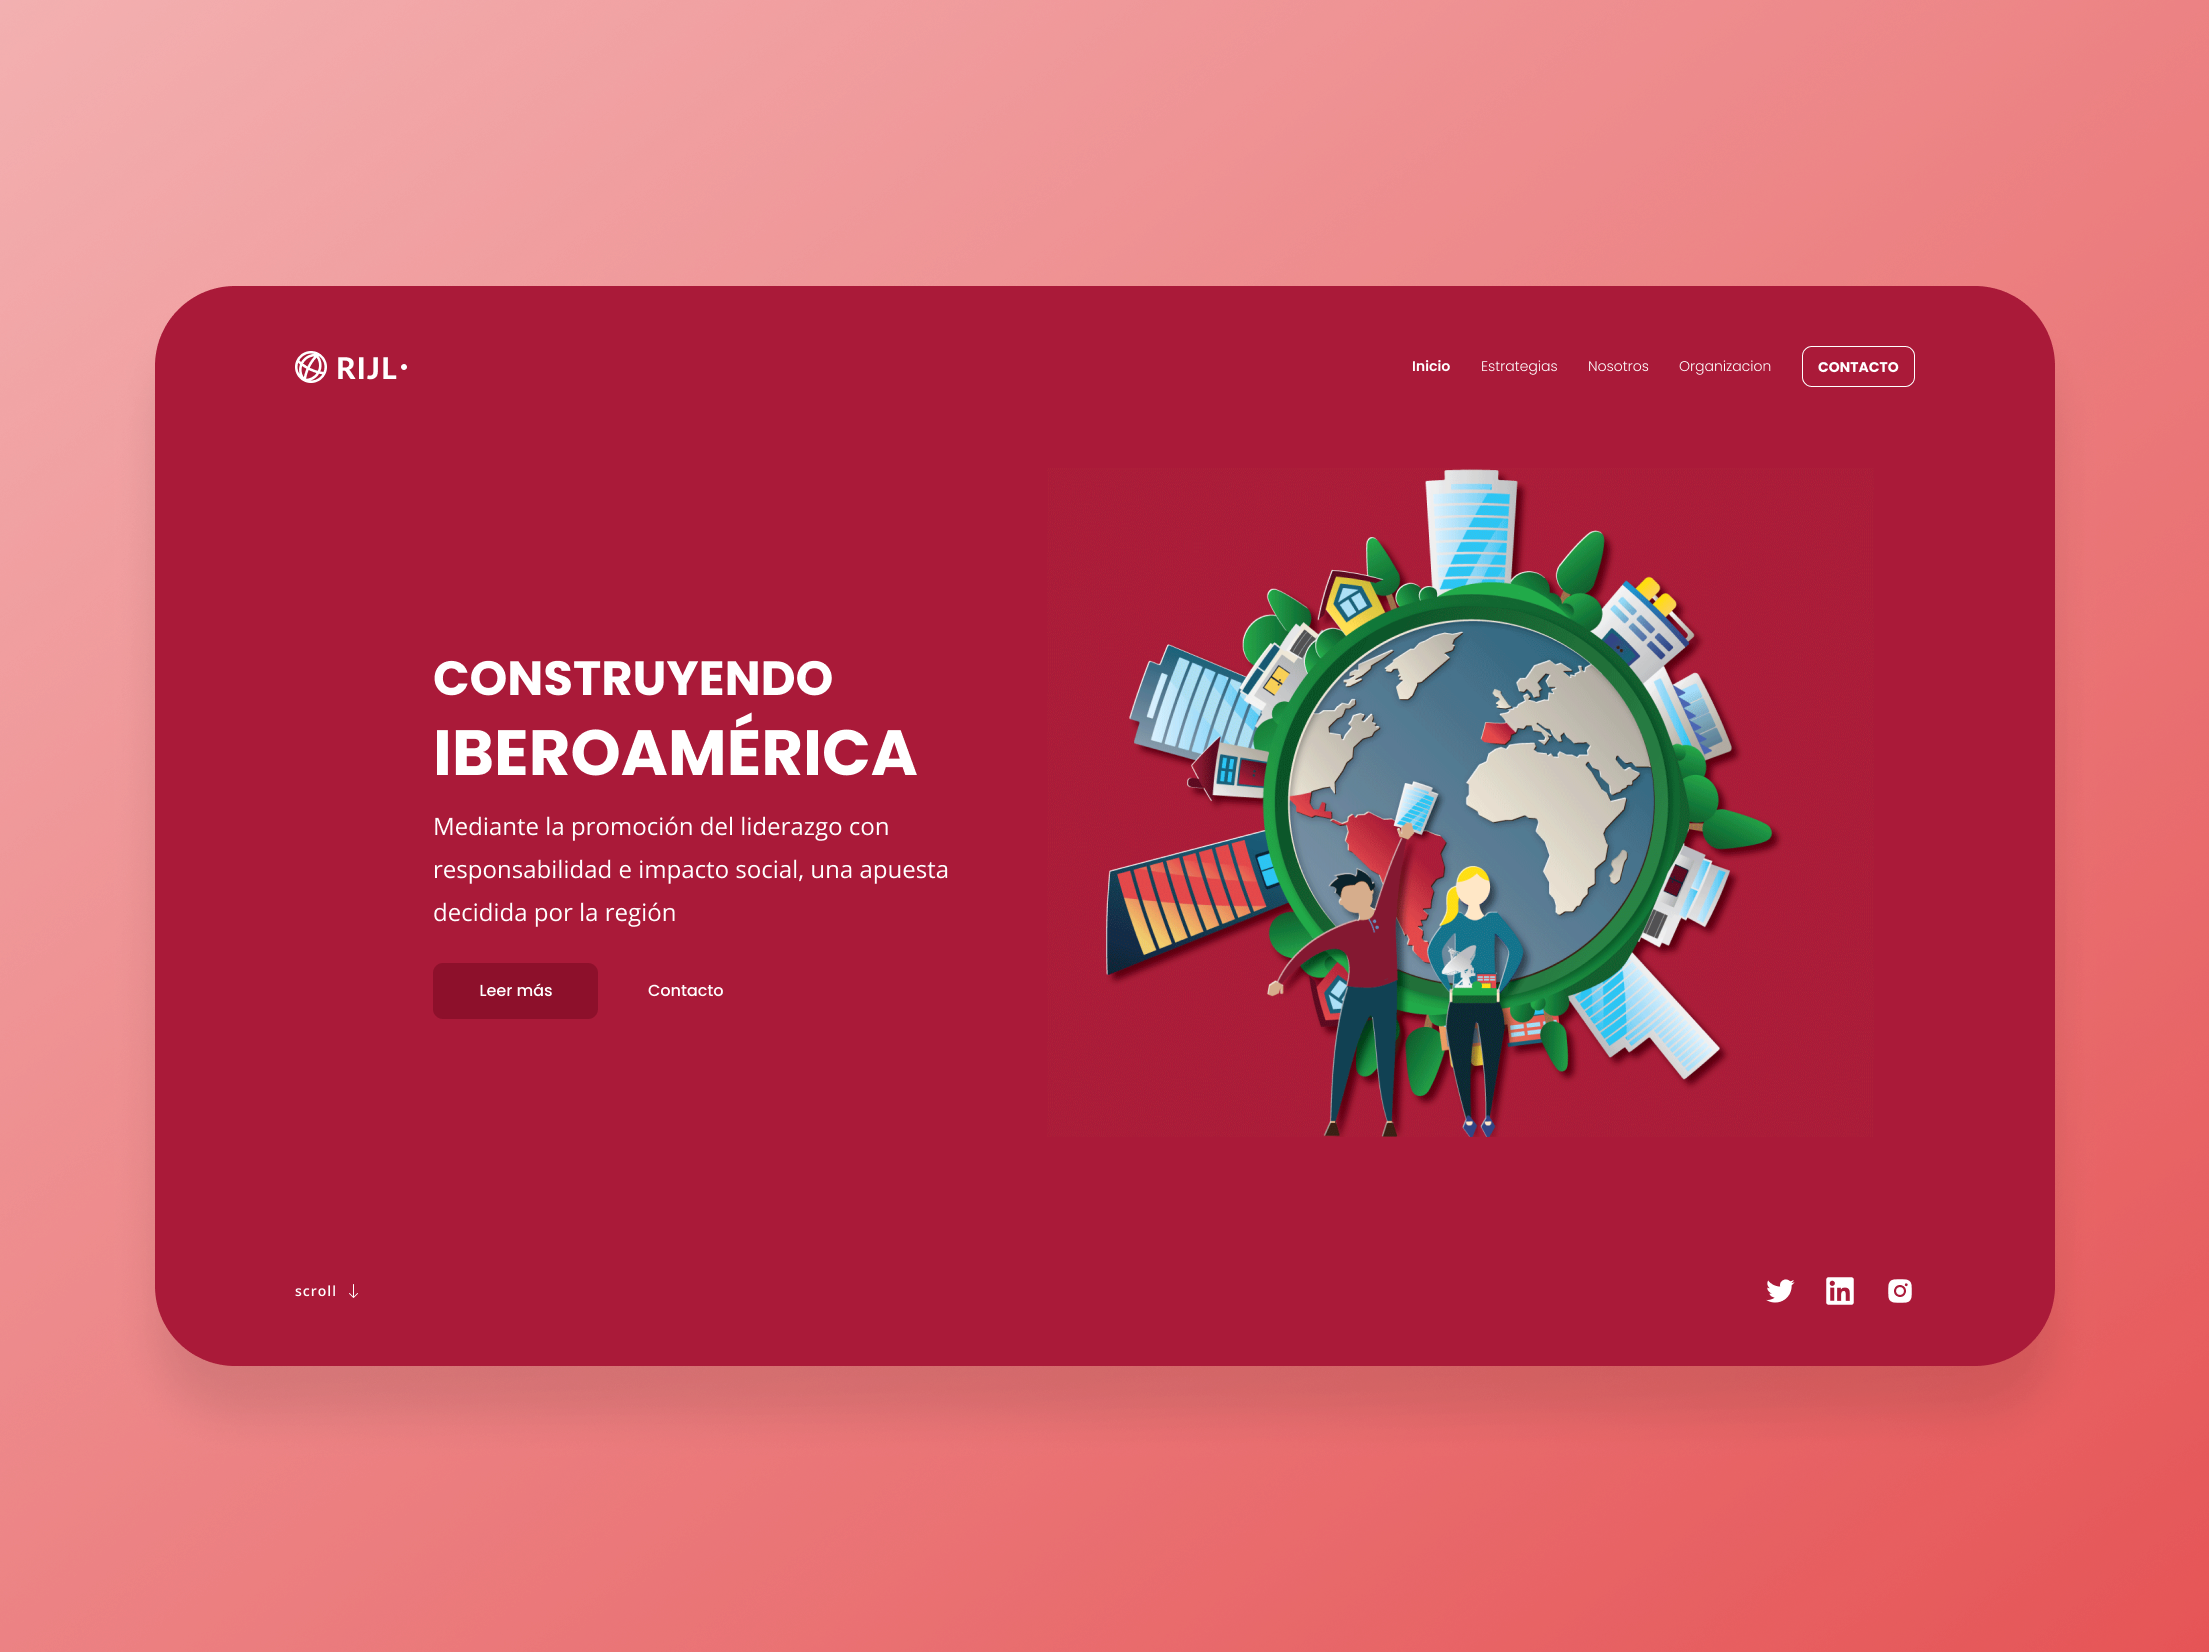 RIJL
Inicio Estrategias Nosotros Organizacion CONTACTO
CONSTRUYENDO
IBEROAMÉRICA
Mediante la promoción del liderazgo con
responsabilidad e impacto social, una apuesta
decidida por la región
Leer más Contacto
scroll
in